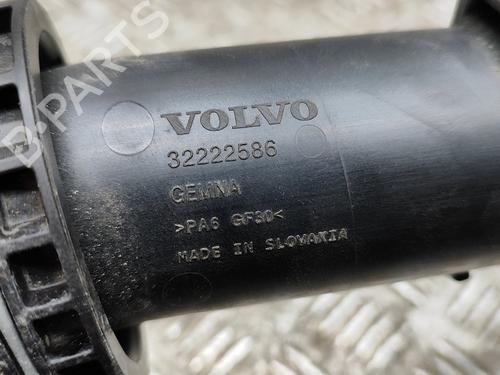 B-PARTS
VOLVO
32222586
GEMNA
>PA6 GF30<
MADE IN SLOVAKIA